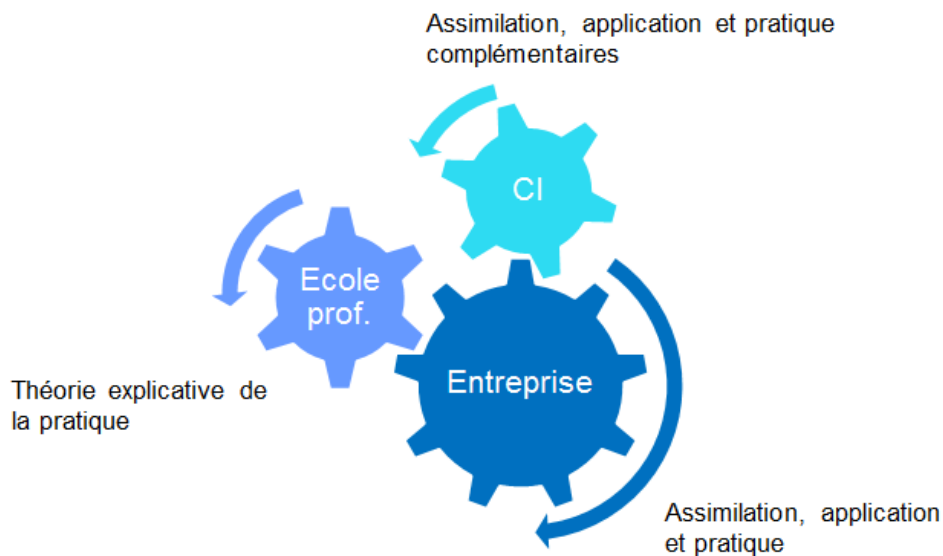 Assimilation, application et pratique
complémentaires
CI
Ecole
prof.
Entreprise
Théorie explicative de
la pratique
Assimilation, application
et pratique